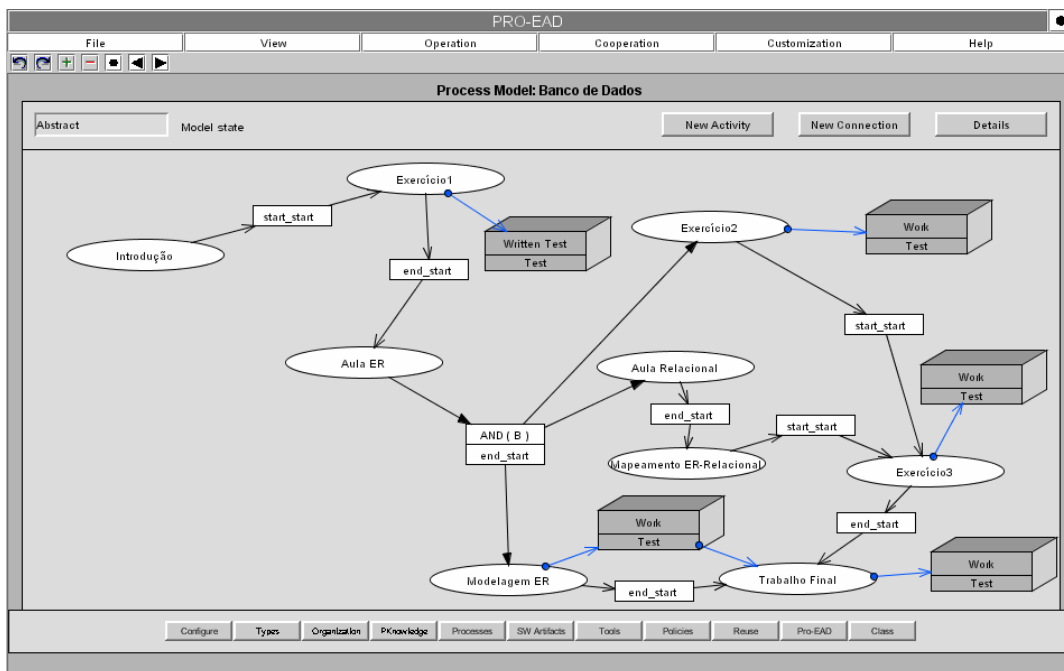 PRO-EAD
File View Operation Cooperation Customization Help
Process Model: Banco de Dados
Abstract Model state New Activity New Connection Details
Exercício1
start_start
Introdução
Written Test
Test
end_start
Aula ER
Exercício2
Work
Test
start_start
Aula Relacional
Work
Test
end_start
start_start
AND ( B )
end_start
Mapeamento ER-Relacional
Exercício3
Work
Test
end_start
Modelagem ER
end_start
Trabalho Final
Work
Test
Configure Types Organization PKnowledge Processes SW Artifacts Tools Policies Reuse Pro-EAD Class